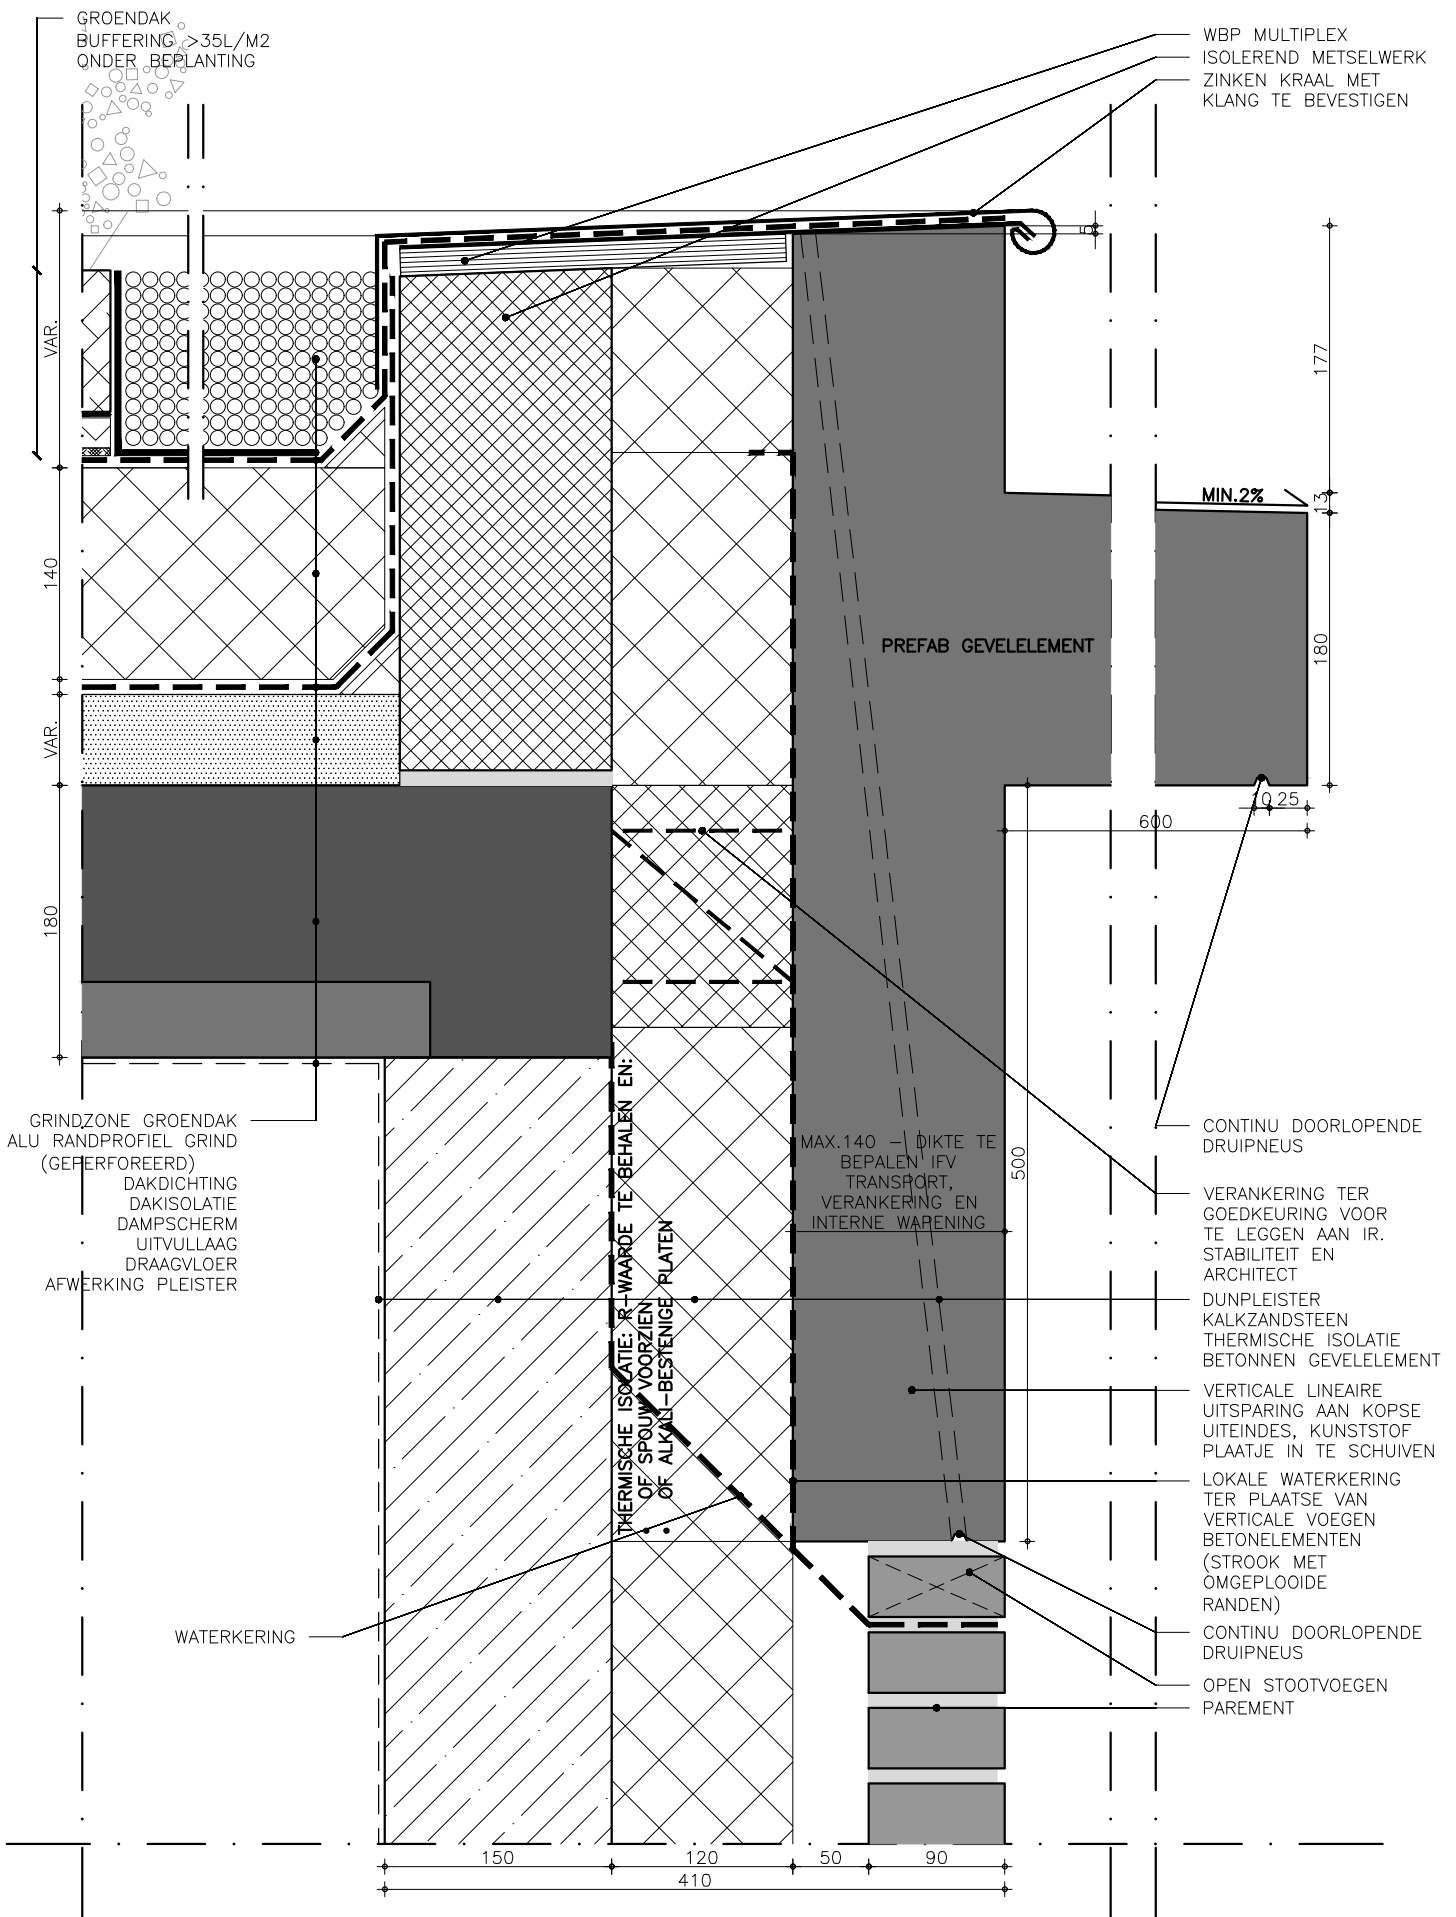 GROENDAK
BUFFERING >35L/M2
ONDER BEPLANTING
WBP MULTIPLEX
ISOLEREND METSELWERK
ZINKEN KRAAL MET
KLANG TE BEVESTIGEN
5
VAR.
177
MIN.2%
13
140
PREFAB GEVELELEMENT
180
VAR.
10
25
600
180
GRINDZONE GROENDAK
ALU RANDPROFIEL GRIND
(GEPERFOREERD)
DAKDICHTING
DAKISOLATIE
DAMPSCHERM
UITVULLAAG
DRAAGVLOER
AFWERKING PLEISTER
THERMISCHE ISOLATIE: R-WAARDE TE BEHALEN EN:
• OF SPOUW VOORZIEN
• OF ALKALI-BESTENIGE PLATEN
MAX.140 - DIKTE TE
BEPALEN IFV
TRANSPORT,
VERANKERING EN
INTERNE WAPENING
500
CONTINU DOORLOPENDE
DRUIPNEUS
VERANKERING TER
GOEDKEURING VOOR
TE LEGGEN AAN IR.
STABILITEIT EN
ARCHITECT
DUNPLEISTER
KALKZANDSTEEN
THERMISCHE ISOLATIE
BETONNEN GEVELELEMENT
VERTICALE LINEAIRE
UITSPARING AAN KOPSE
UITEINDES, KUNSTSTOF
PLAATJE IN TE SCHUIVEN
LOKALE WATERKERING
TER PLAATSE VAN
VERTICALE VOEGEN
BETONELEMENTEN
(STROOK MET
OMGEPLOOIDE
RANDEN)
WATERKERING
CONTINU DOORLOPENDE
DRUIPNEUS
OPEN STOOTVOEGEN
PAREMENT
150
120
50
90
410